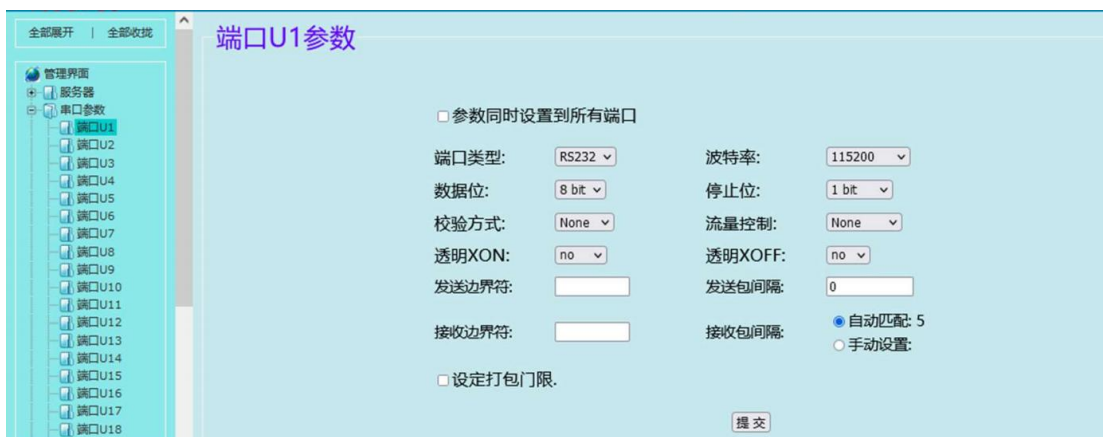 全部展开 | 全部收拢
管理界面
服务器
串口参数
端口U1
端口U2
端口U3
端口U4
端口U5
端口U6
端口U7
端口U8
端口U9
端口U10
端口U11
端口U12
端口U13
端口U14
端口U15
端口U16
端口U17
端口U18
端口U1参数
参数同时设置到所有端口
端口类型: RS232 波特率: 115200
数据位: 8 bit 停止位: 1 bit
校验方式: None 流量控制: None
透明XON: no 透明XOFF: no
发送边界符: 发送包间隔: 0
接收边界符: 接收包间隔: 自动匹配: 5
手动设置:
设定打包门限.
提交